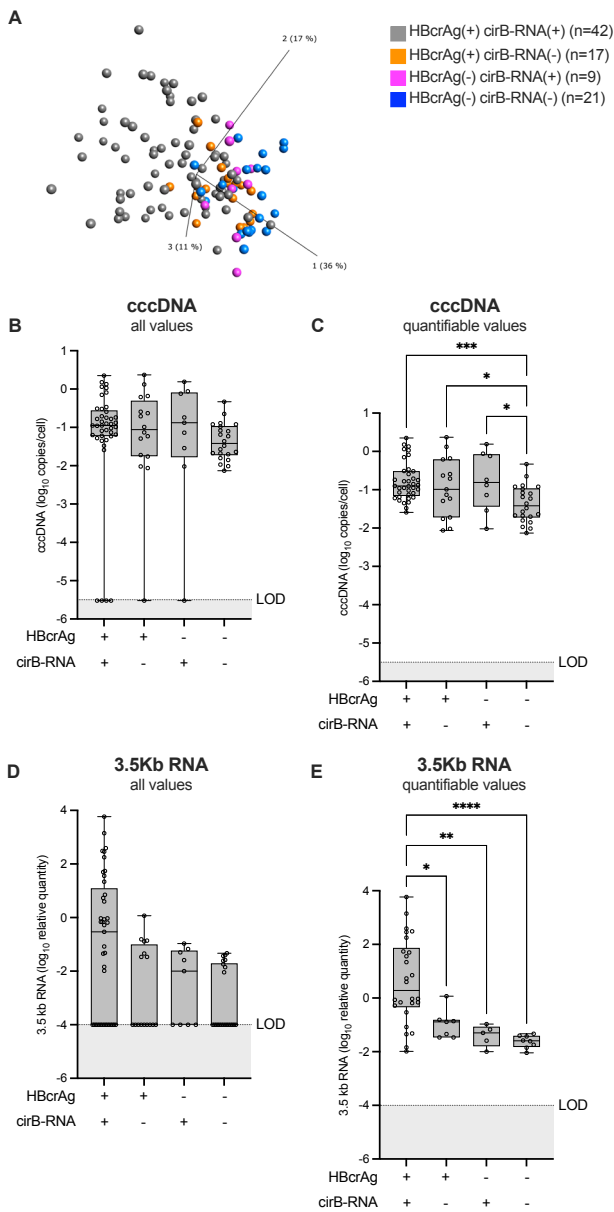 A
2 (17 %)
3 (11 %)
1 (36 %)
HBcrAg(+) cirB-RNA(+) (n=42)
HBcrAg(+) cirB-RNA(-) (n=17)
HBcrAg(-) cirB-RNA(+) (n=9)
HBcrAg(-) cirB-RNA(-) (n=21)
B
cccDNA
all values
cccDNA (log10 copies/cell)
1
0
-1
-2
-3
-4
-5
-6
LOD
HBcrAg + + - -
cirB-RNA + - + -
C
cccDNA
quantifiable values
***
*
*
cccDNA (log10 copies/cell)
1
0
-1
-2
-3
-4
-5
-6
LOD
HBcrAg + + - -
cirB-RNA + - + -
D
3.5Kb RNA
all values
3.5 kb RNA (log10 relative quantity)
4
2
0
-2
-4
-6
LOD
HBcrAg + + - -
cirB-RNA + - + -
E
3.5Kb RNA
quantifiable values
****
**
*
3.5 kb RNA (log10 relative quantity)
4
2
0
-2
-4
-6
LOD
HBcrAg + + - -
cirB-RNA + - + -